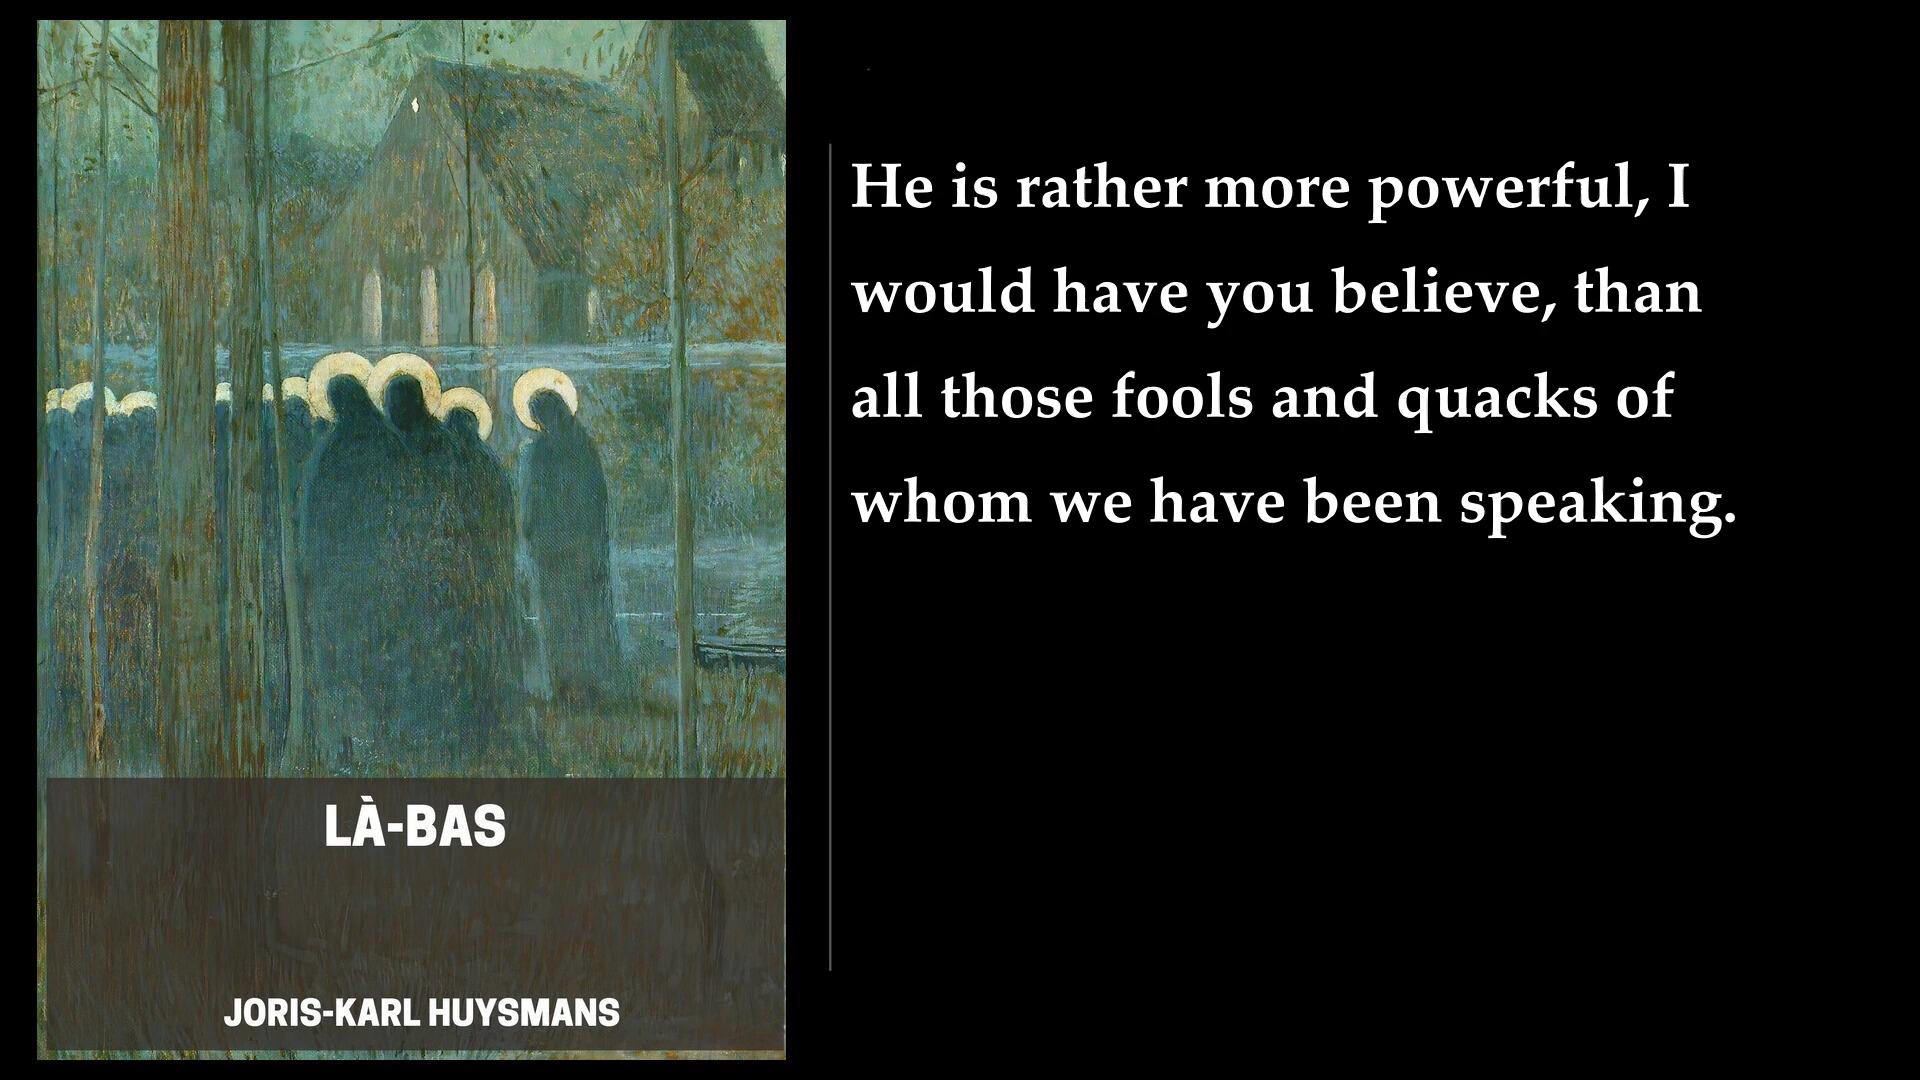 LÀ-BAS
JORIS-KARL HUYSMANS
He is rather more powerful, I
would have you believe, than
all those fools and quacks of
whom we have been speaking.